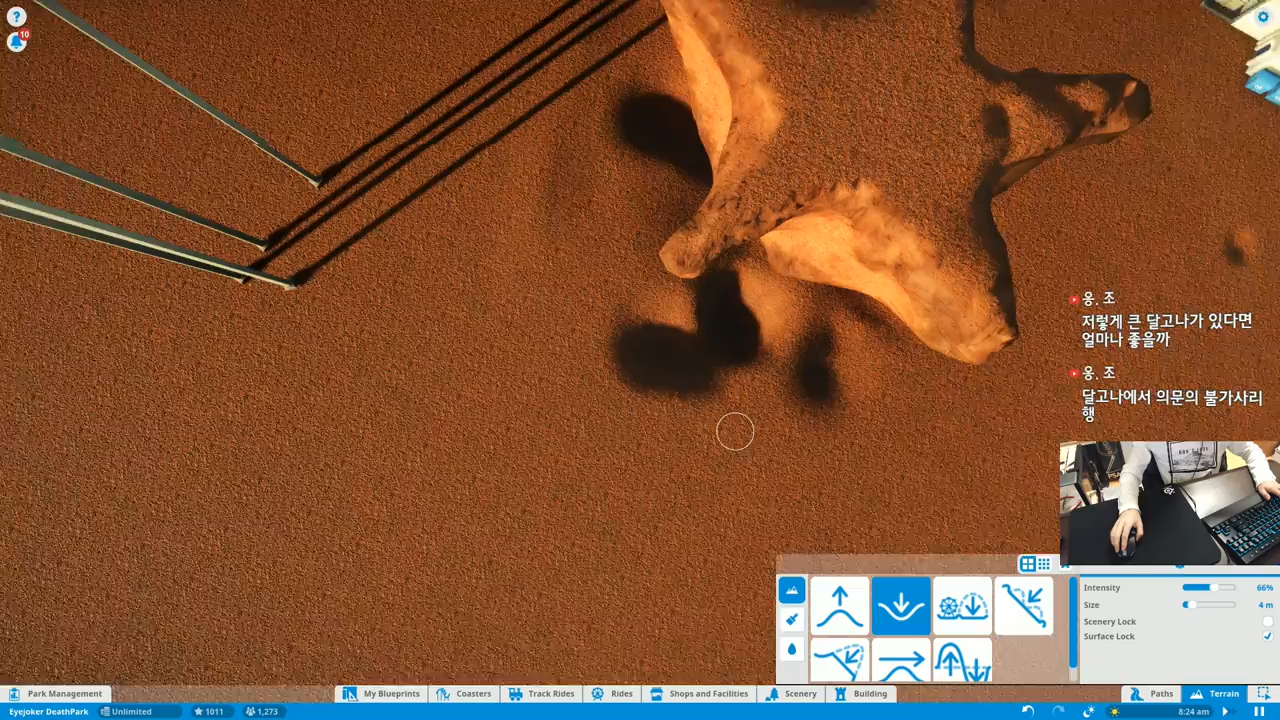 ?
10
옹. 조
저렇게 큰 달고나가 있다면
얼마나 좋을까
옹. 조
달고나에서 의문의 불가사리
행
Intensity 66%
Size 4 m
Scenery Lock
Surface Lock
Park Management My Blueprints Coasters Track Rides Rides Shops and Facilities Scenery Building Paths Terrain
Eyejoker DeathPark Unlimited 1011 1,273 8:24 am